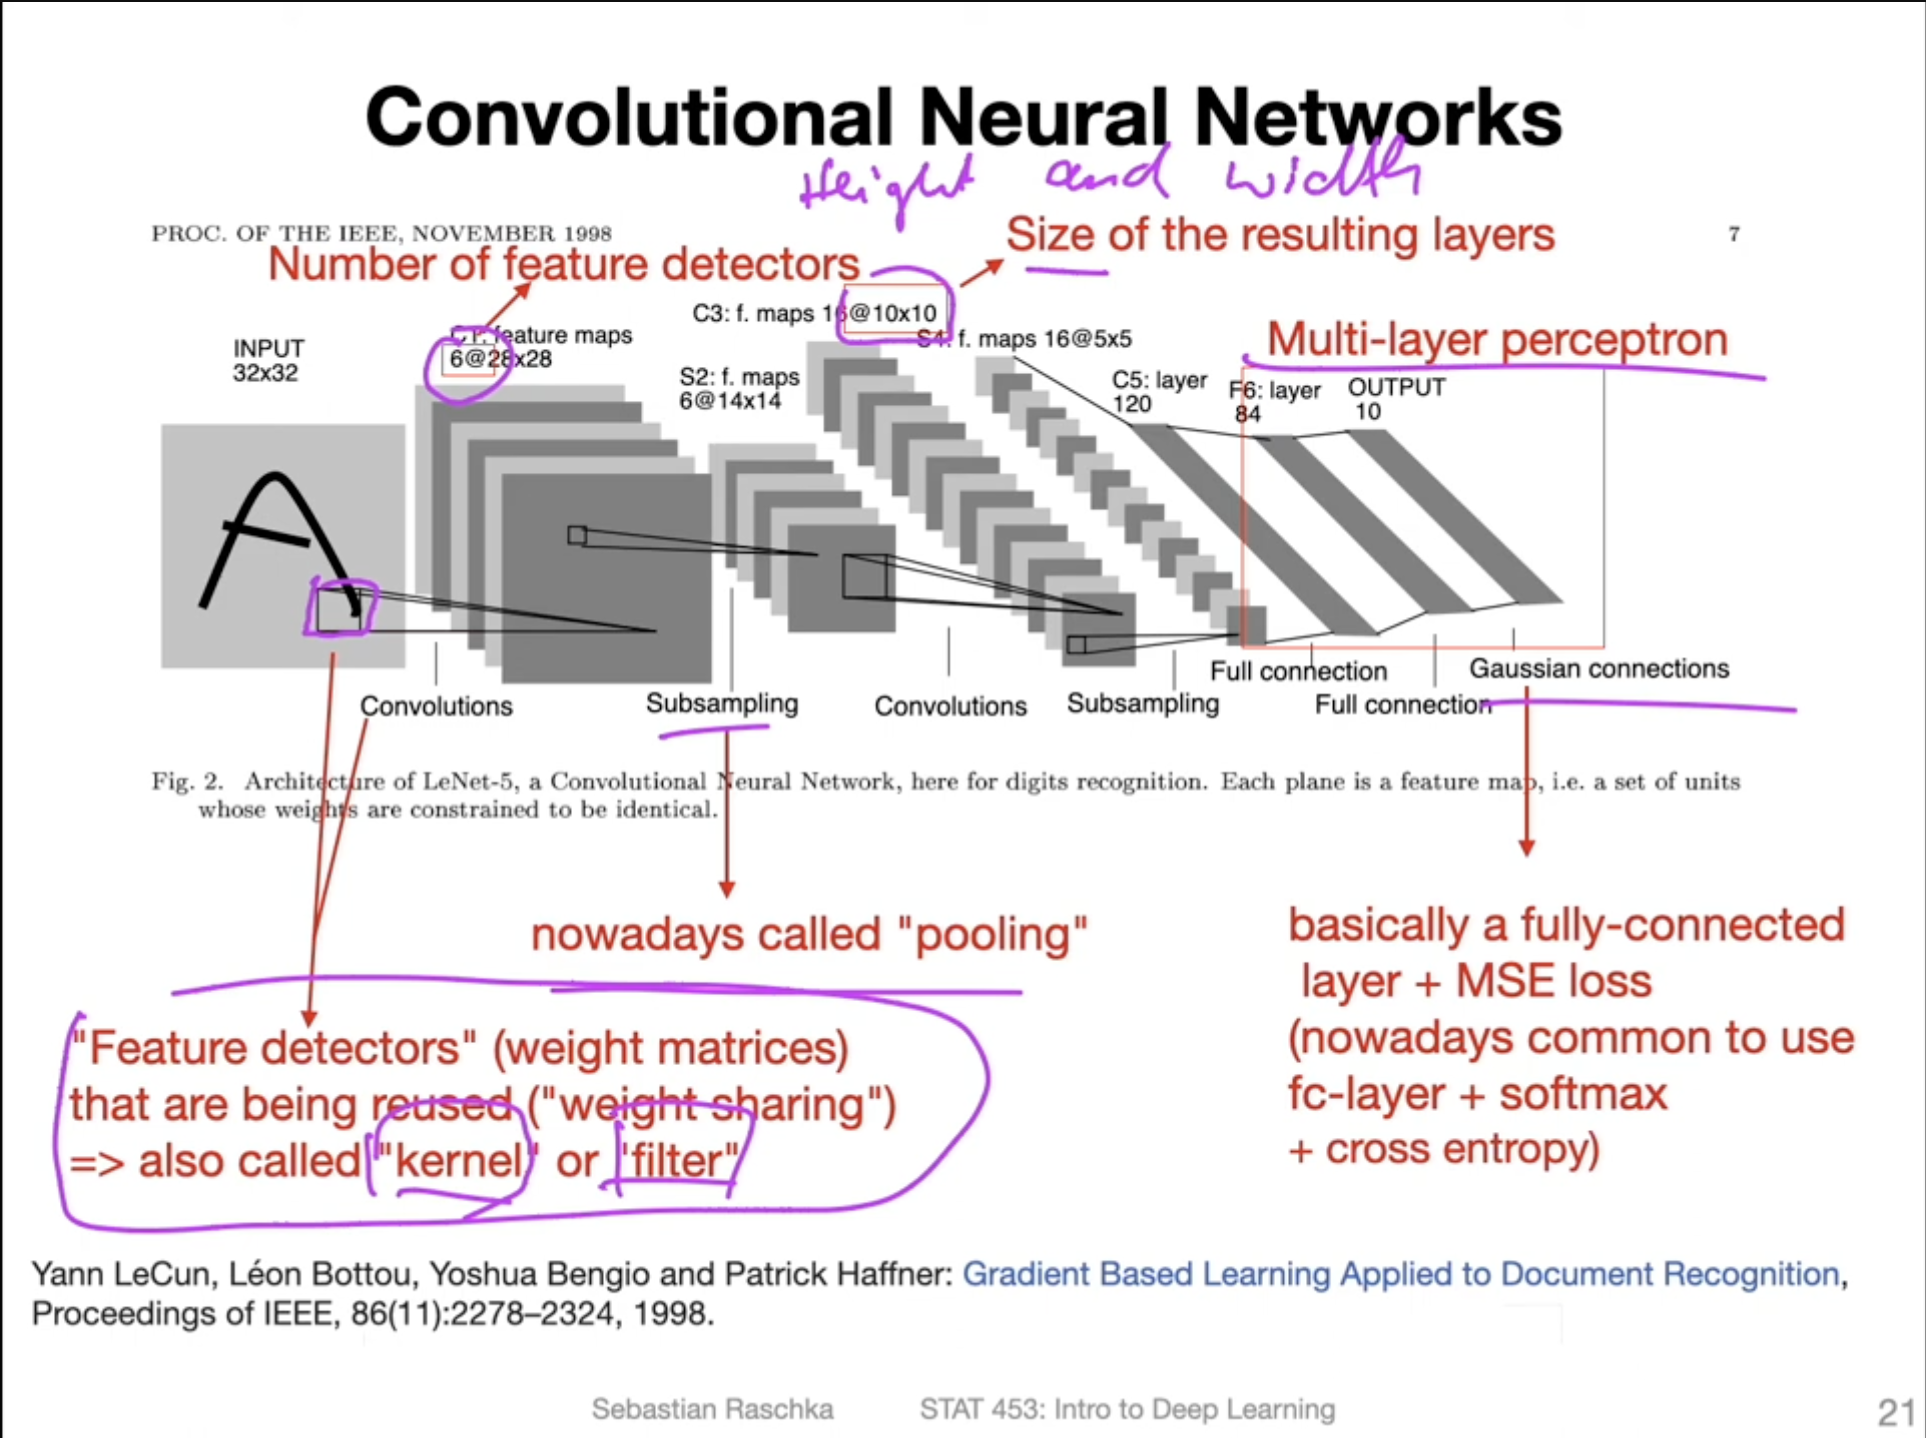 Convolutional Neural Networks
Height and width
PROC. OF THE IEEE, NOVEMBER 1998
7
Number of feature detectors
Size of the resulting layers
INPUT
32x32
C1: feature maps
6@28x28
C3: f. maps 16@10x10
S2: f. maps
6@14x14
S4: f. maps 16@5x5
Multi-layer perceptron
C5: layer
120
F6: layer
84
OUTPUT
10
Convolutions
Subsampling
Convolutions
Subsampling
Full connection
Full connection
Gaussian connections
Fig. 2. Architecture of LeNet-5, a Convolutional Neural Network, here for digits recognition. Each plane is a feature map, i.e. a set of units
whose weights are constrained to be identical.
nowadays called "pooling"
"Feature detectors" (weight matrices)
that are being reused ("weight sharing")
=> also called "kernel" or "filter"
basically a fully-connected
layer + MSE loss
(nowadays common to use
fc-layer + softmax
+ cross entropy)
Yann LeCun, Léon Bottou, Yoshua Bengio and Patrick Haffner: Gradient Based Learning Applied to Document Recognition,
Proceedings of IEEE, 86(11):2278–2324, 1998.
Sebastian Raschka
STAT 453: Intro to Deep Learning
21